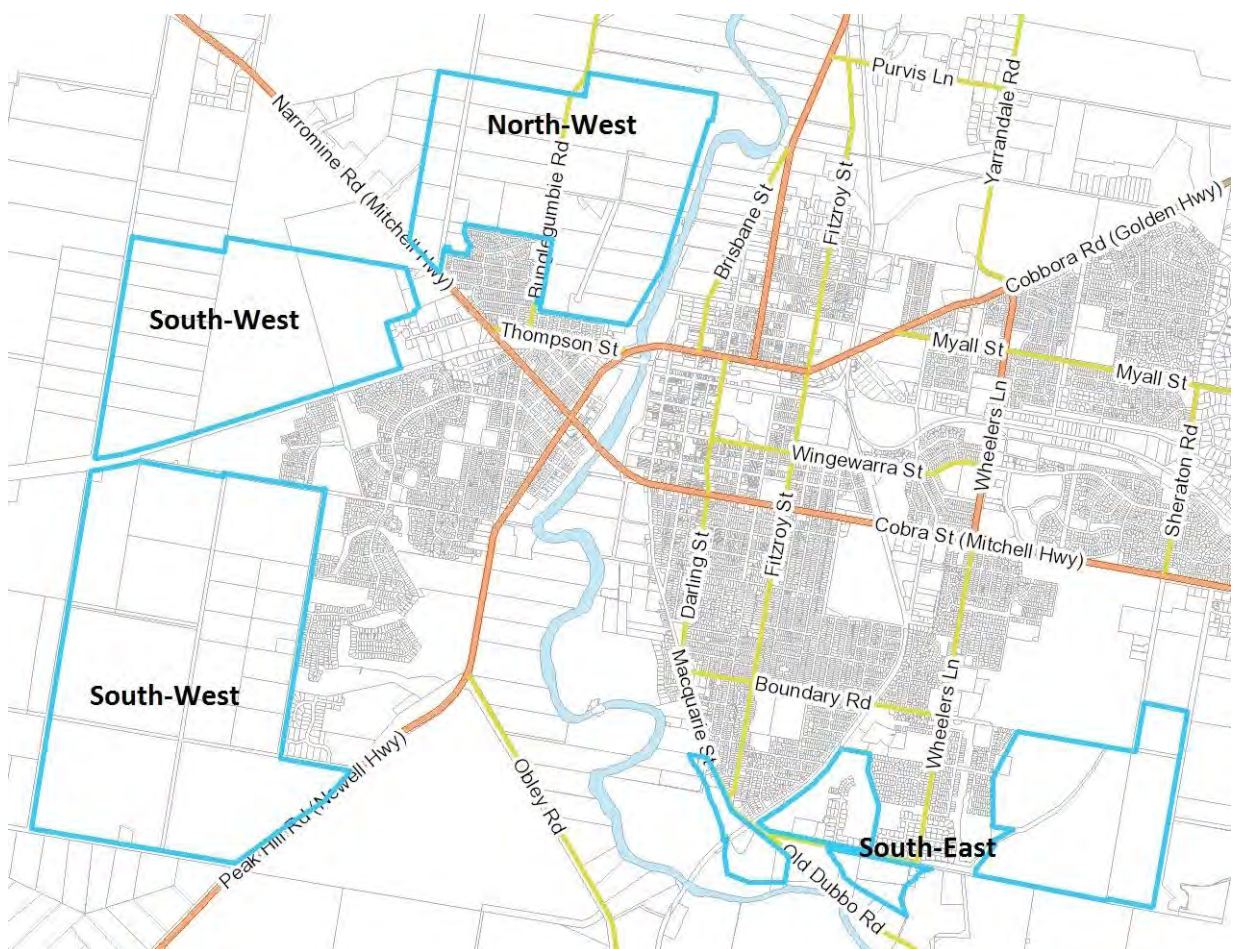 Purvis Ln
Yarrandale Rd
North-West
Narromine Rd (Mitchell Hwy)
Bunglegumbie Rd
Brisbane St
Fitzroy St
Cobbora Rd (Golden Hwy)
South-West
Thompson St
Myall St
Myall St
Wheelers Ln
Wingewarra St
Sheraton Rd
Cobra St (Mitchell Hwy)
Fitzroy St
Darling St
South-West
Macquarie St
Boundary Rd
Wheelers Ln
Peak Hill Rd (Newell Hwy)
Obley Rd
South-East
Old Dubbo Rd